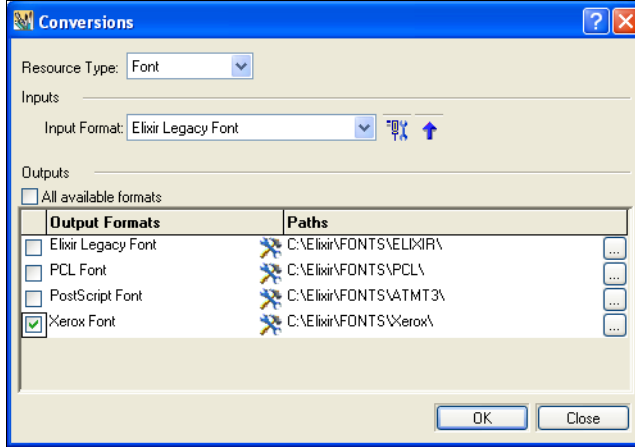 Conversions
Resource Type: Font
Inputs
Input Format: Elixir Legacy Font
Outputs
All available formats
Output Formats Paths
Elixir Legacy Font C:\Elixir\FONTS\ELIXIR\ ...
PCL Font C:\Elixir\FONTS\PCL\ ...
PostScript Font C:\Elixir\FONTS\ATMT3\ ...
Xerox Font C:\Elixir\FONTS\Xerox\ ...
OK Close